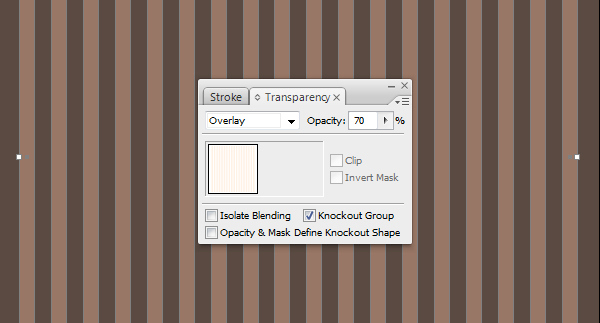 Stroke Transparency
Overlay Opacity: 70 %
Clip
Invert Mask
Isolate Blending Knockout Group
Opacity & Mask Define Knockout Shape